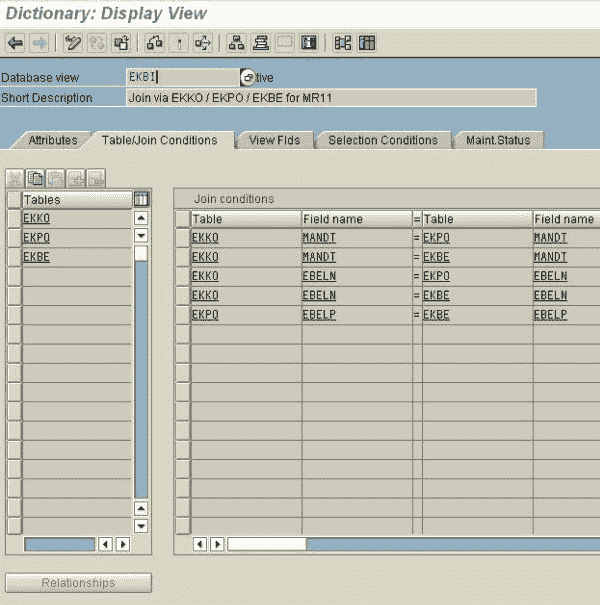 Dictionary: Display View
Database view EKBI tive
Short Description Join via EKKO / EKPO / EKBE for MR11
Attributes Table/Join Conditions View Flds Selection Conditions Maint.Status
Tables
EKKO
EKPO
EKBE
Join conditions
Table Field name = Table Field name
EKKO MANDT = EKPO MANDT
EKKO MANDT = EKBE MANDT
EKKO EBELN = EKPO EBELN
EKKO EBELN = EKBE EBELN
EKPO EBELP = EKBE EBELP
Relationships